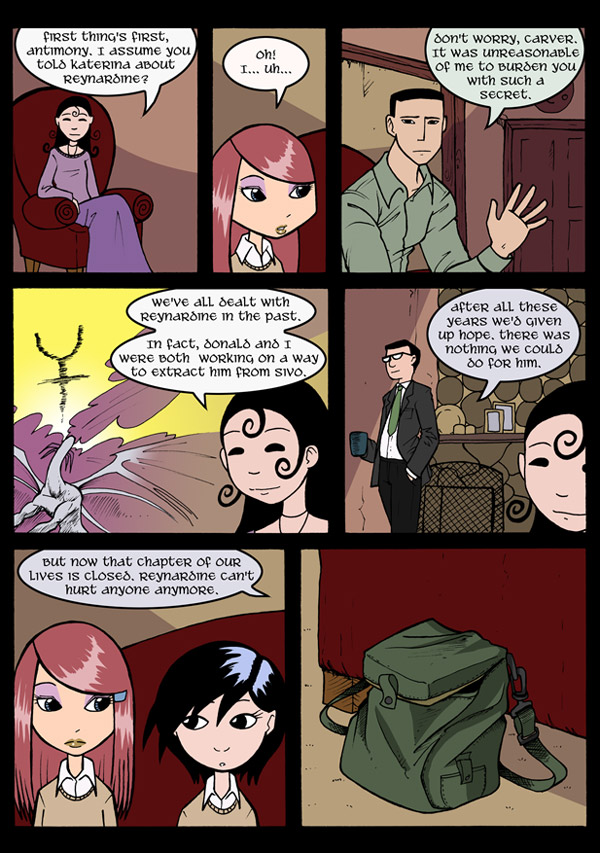 First thing's first,
Antimony. I assume you
told Katerina about
Reynardine?
Oh!
I... uh...
Don't worry, Carver.
It was unreasonable
of me to burden you
with such a
secret.
We've all dealt with
Reynardine in the past.
In fact, Donald and I
were both working on a way
to extract him from Sivo.
After all these
years we'd given
up hope. There was
nothing we could
do for him.
But now that chapter of our
lives is closed. Reynardine can't
hurt anyone anymore.